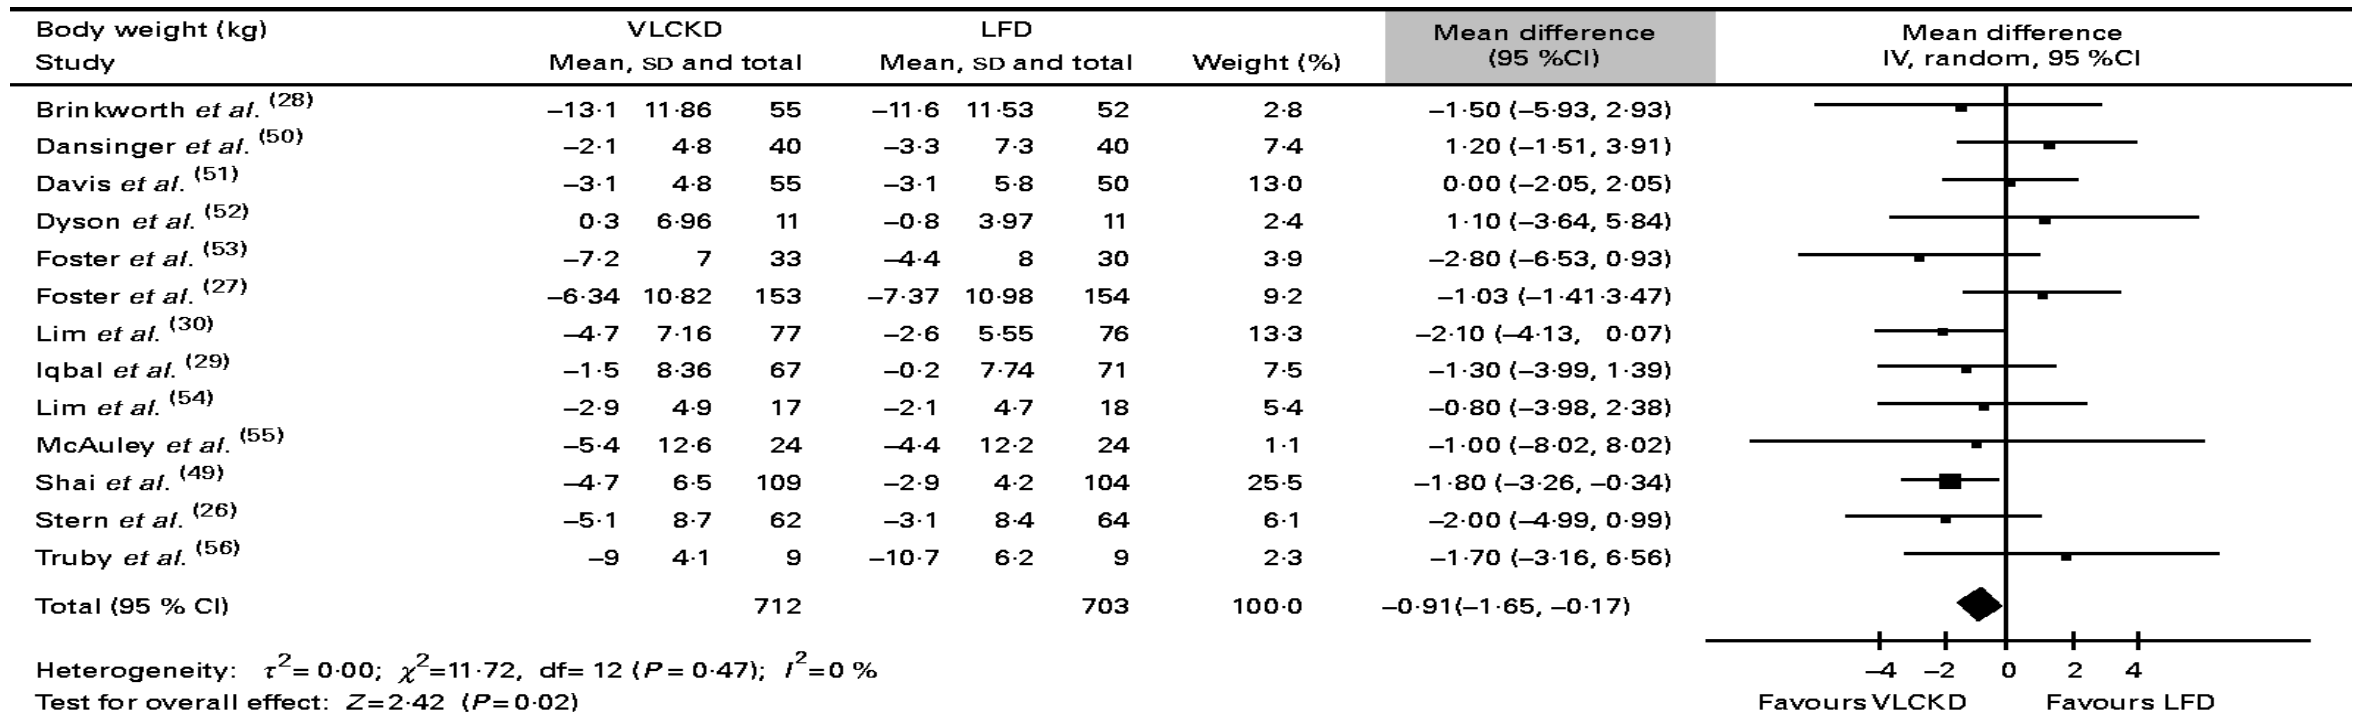 Body weight (kg) VLCKD LFD Mean difference Mean difference
Study Mean, SD and total Mean, SD and total Weight (%) (95 %CI) IV, random, 95 %CI
Brinkworth et al. (28) −13·1 11·86 55 −11·6 11·53 52 2·8 −1·50 (−5·93, 2·93)
Dansinger et al. (50) −2·1 4·8 40 −3·3 7·3 40 7·4 1·20 (−1·51, 3·91)
Davis et al. (51) −3·1 4·8 55 −3·1 5·8 50 13·0 0·00 (−2·05, 2·05)
Dyson et al. (52) 0·3 6·96 11 −0·8 3·97 11 2·4 1·10 (−3·64, 5·84)
Foster et al. (53) −7·2 7 33 −4·4 8 30 3·9 −2·80 (−6·53, 0·93)
Foster et al. (27) −6·34 10·82 153 −7·37 10·98 154 9·2 −1·03 (−1·41·3·47)
Lim et al. (30) −4·7 7·16 77 −2·6 5·55 76 13·3 −2·10 (−4·13, 0·07)
Iqbal et al. (29) −1·5 8·36 67 −0·2 7·74 71 7·5 −1·30 (−3·99, 1·39)
Lim et al. (54) −2·9 4·9 17 −2·1 4·7 18 5·4 −0·80 (−3·98, 2·38)
McAuley et al. (55) −5·4 12·6 24 −4·4 12·2 24 1·1 −1·00 (−8·02, 8·02)
Shai et al. (49) −4·7 6·5 109 −2·9 4·2 104 25·5 −1·80 (−3·26, −0·34)
Stern et al. (26) −5·1 8·7 62 −3·1 8·4 64 6·1 −2·00 (−4·99, 0·99)
Truby et al. (56) −9 4·1 9 −10·7 6·2 9 2·3 −1·70 (−3·16, 6·56)
Total (95 % CI) 712 703 100·0 −0·91(−1·65, −0·17)
Heterogeneity: τ²= 0·00; χ²=11·72, df= 12 (P = 0·47); I²=0 % −4 −2 0 2 4
Test for overall effect: Z=2·42 (P=0·02) Favours VLCKD Favours LFD